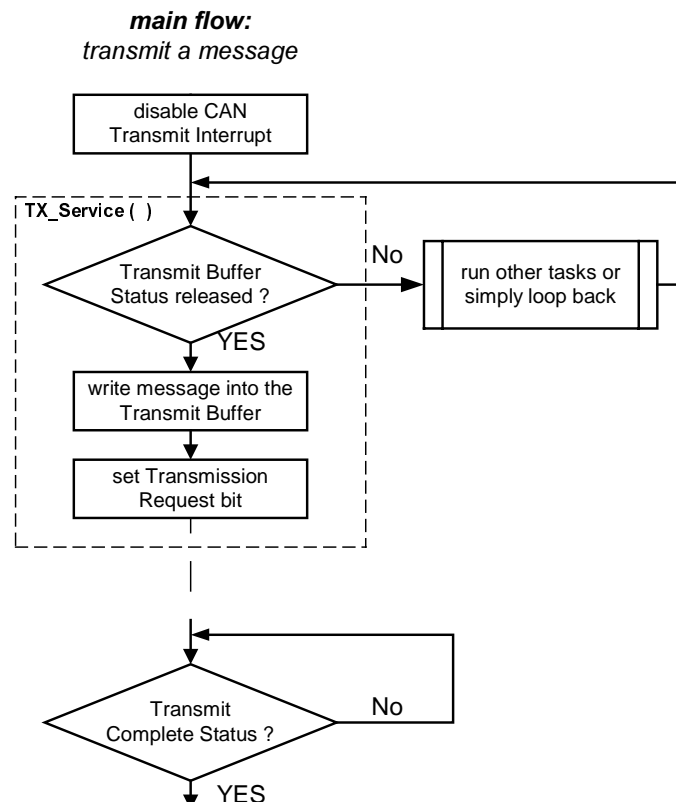 main flow:
transmit a message
disable CAN
Transmit Interrupt
TX_Service ( )
Transmit Buffer
Status released ?
No
run other tasks or
simply loop back
YES
write message into the
Transmit Buffer
set Transmission
Request bit
Transmit
Complete Status ?
No
YES